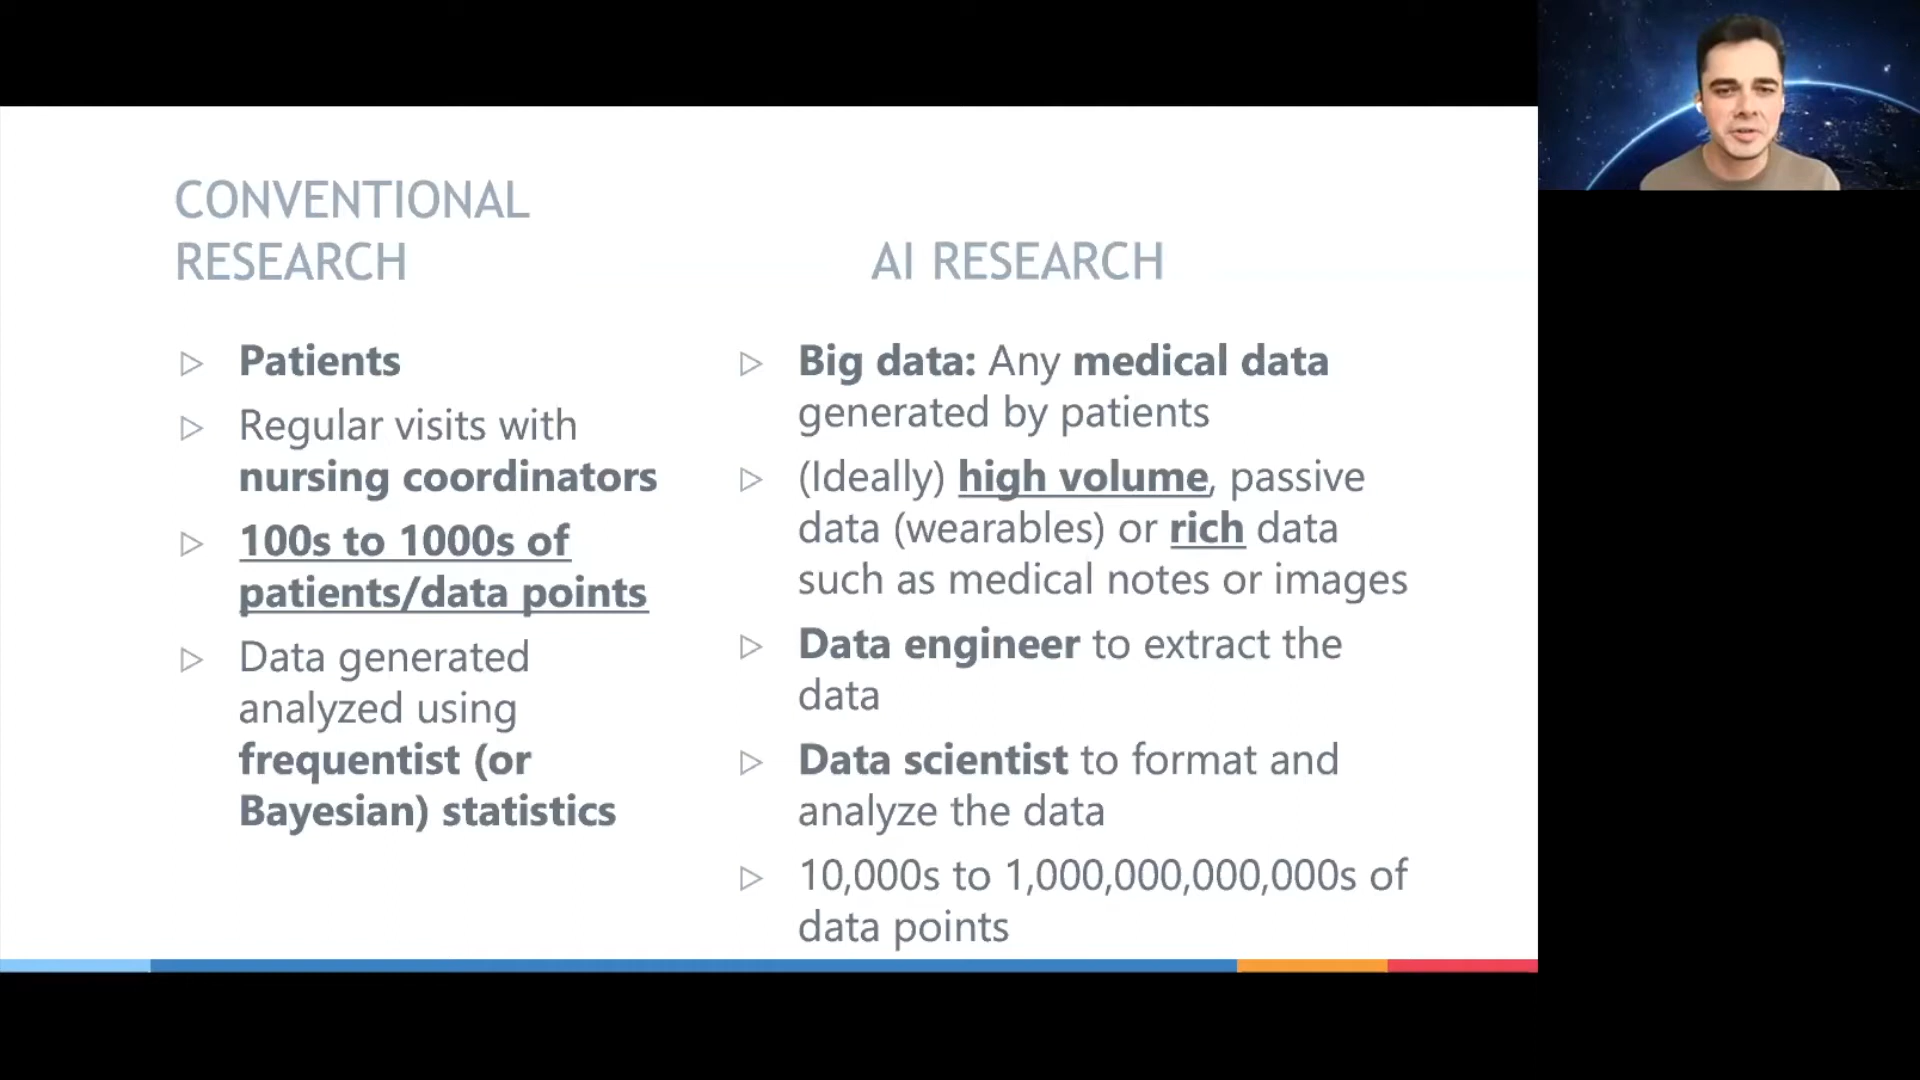 CONVENTIONAL
RESEARCH
Patients
Regular visits with
nursing coordinators
100s to 1000s of
patients/data points
Data generated
analyzed using
frequentist (or
Bayesian) statistics
AI RESEARCH
Big data: Any medical data
generated by patients
(Ideally) high volume, passive
data (wearables) or rich data
such as medical notes or images
Data engineer to extract the
data
Data scientist to format and
analyze the data
10,000s to 1,000,000,000,000s of
data points